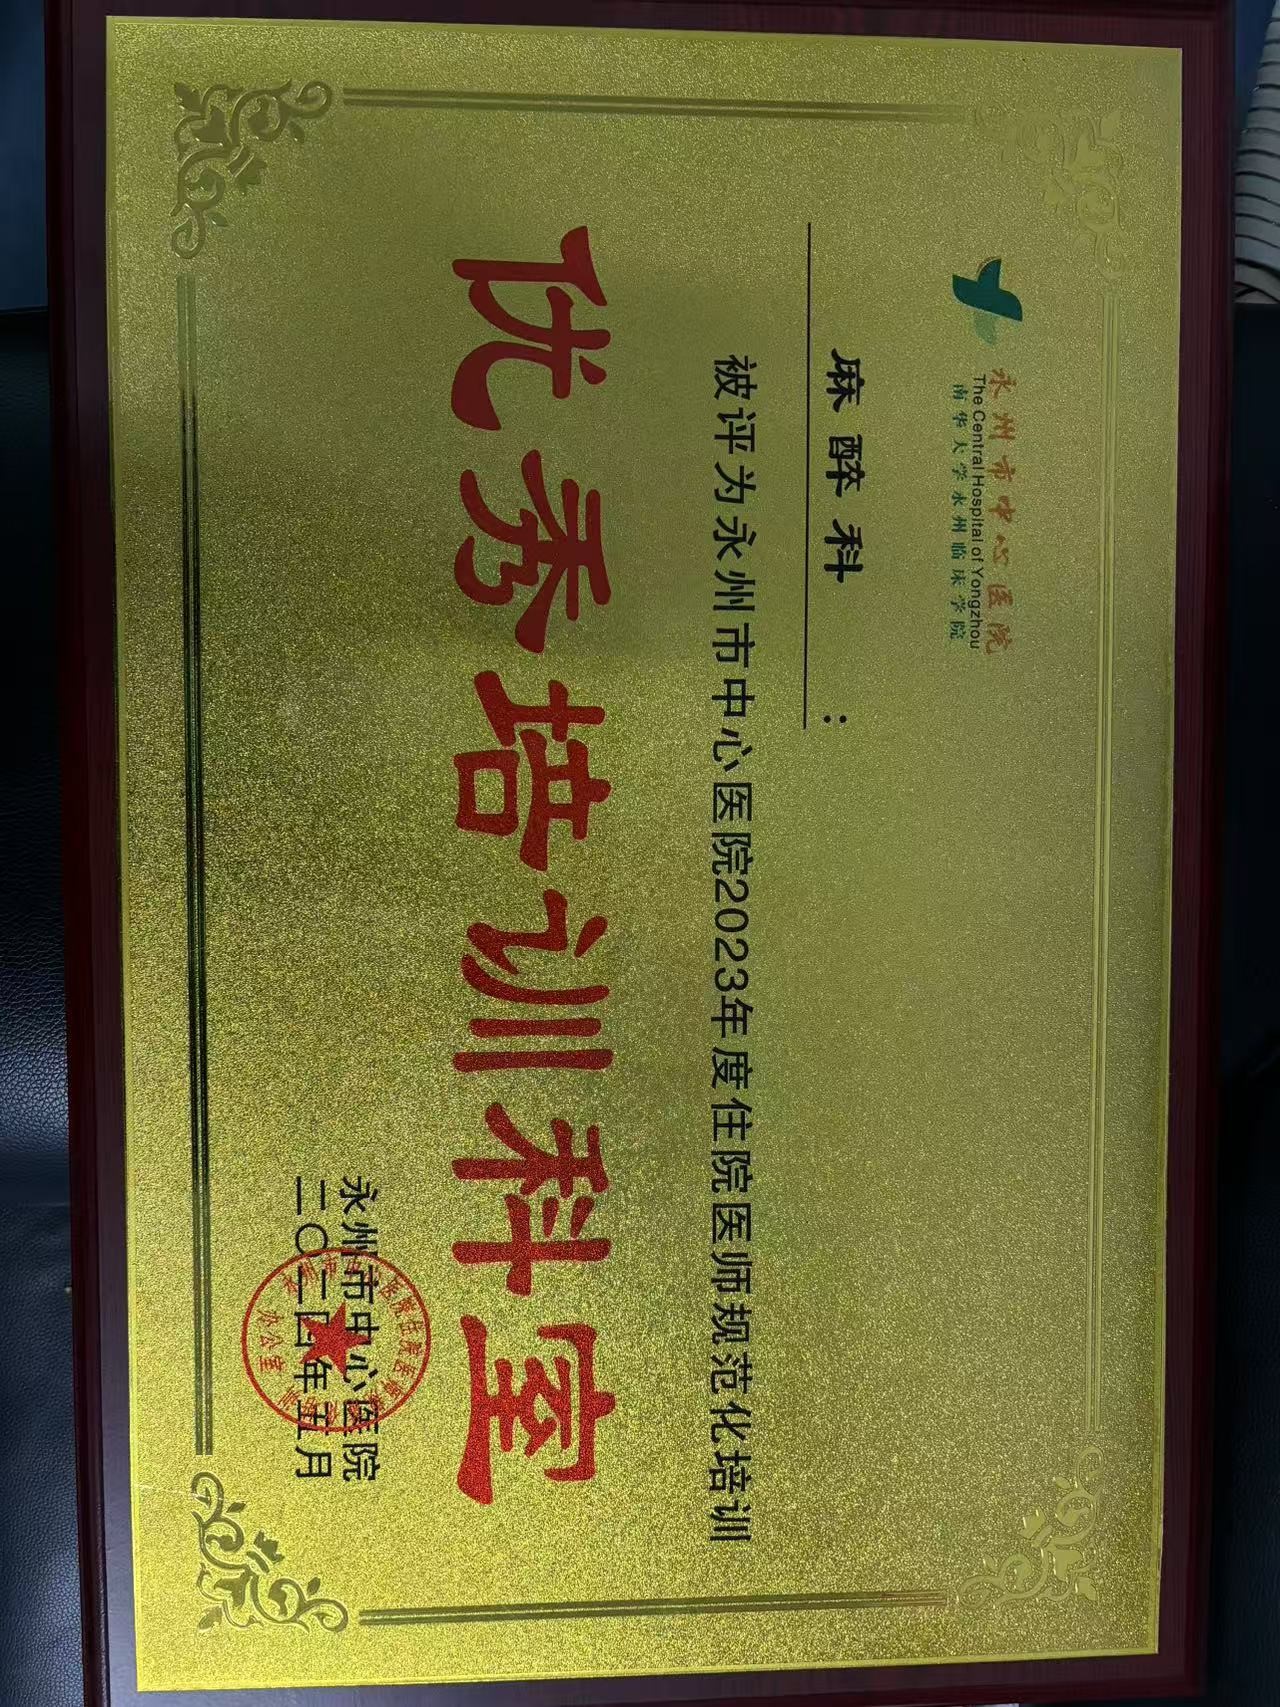 永州市中心医院
The Central Hospital of Yongzhou
南华大学永州临床学院
麻醉科：
被评为永州市中心医院2023年度住院医师规范化培训
优秀培训科室
永州市中心医院
二〇二四年五月
办公室